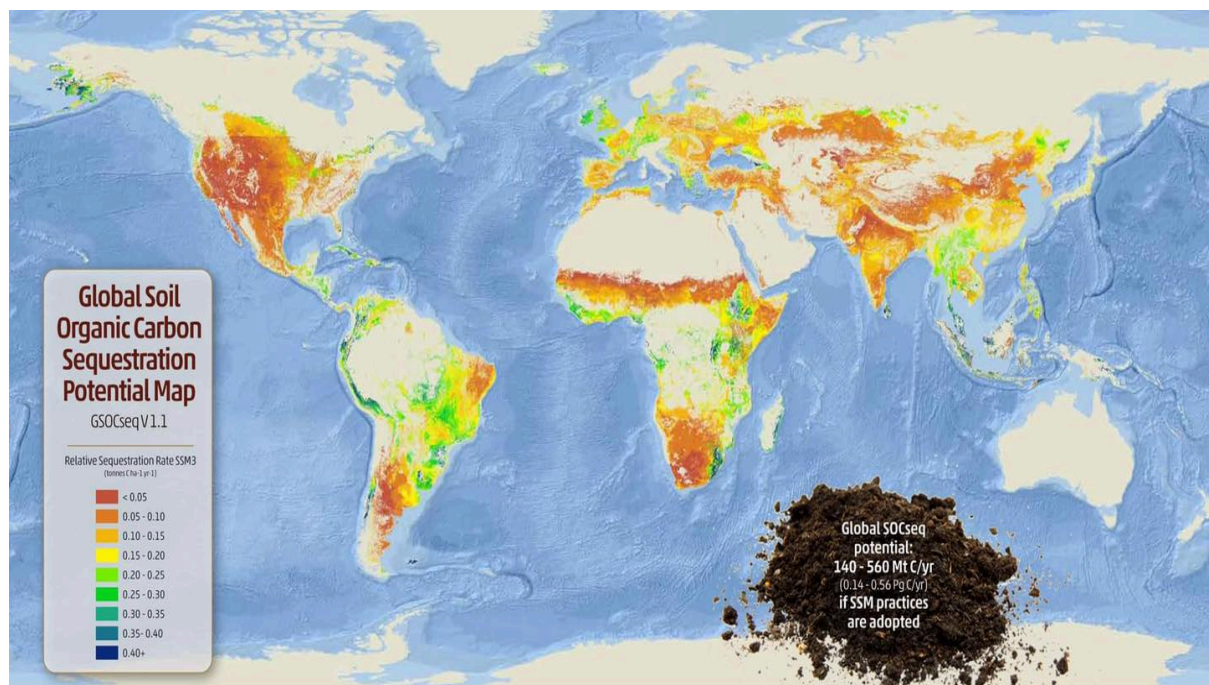 Global Soil
Organic Carbon
Sequestration
Potential Map
GSOCseq V 1.1
Relative Sequestration Rate SSM3
(tonnes C ha-1 yr-1)
< 0.05
0.05 - 0.10
0.10 - 0.15
0.15 - 0.20
0.20 - 0.25
0.25 - 0.30
0.30 - 0.35
0.35- 0.40
0.40+
Global SOCseq
potential:
140 - 560 Mt C/yr
(0.14 - 0.56 Pg C/yr)
if SSM practices
are adopted